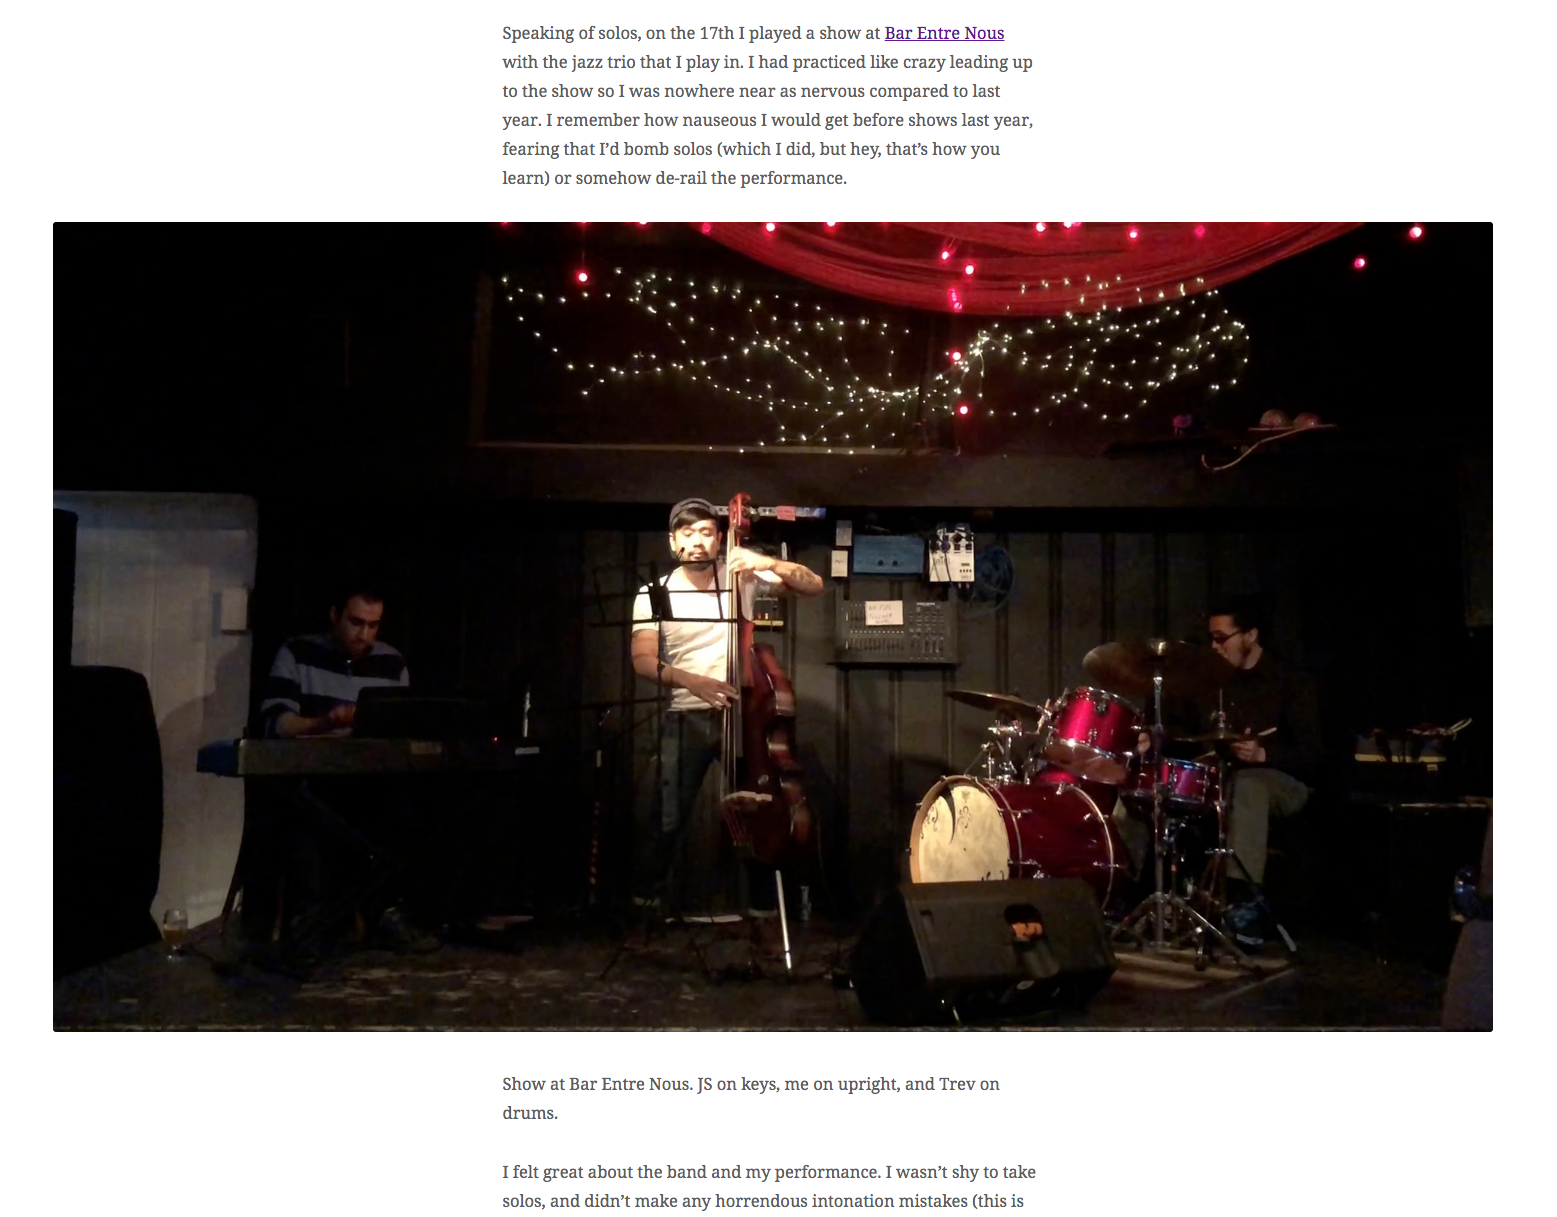 Speaking of solos, on the 17th I played a show at Bar Entre Nous
with the jazz trio that I play in. I had practiced like crazy leading up
to the show so I was nowhere near as nervous compared to last
year. I remember how nauseous I would get before shows last year,
fearing that I’d bomb solos (which I did, but hey, that’s how you
learn) or somehow de-rail the performance.
Show at Bar Entre Nous. JS on keys, me on upright, and Trev on
drums.
I felt great about the band and my performance. I wasn’t shy to take
solos, and didn’t make any horrendous intonation mistakes (this is